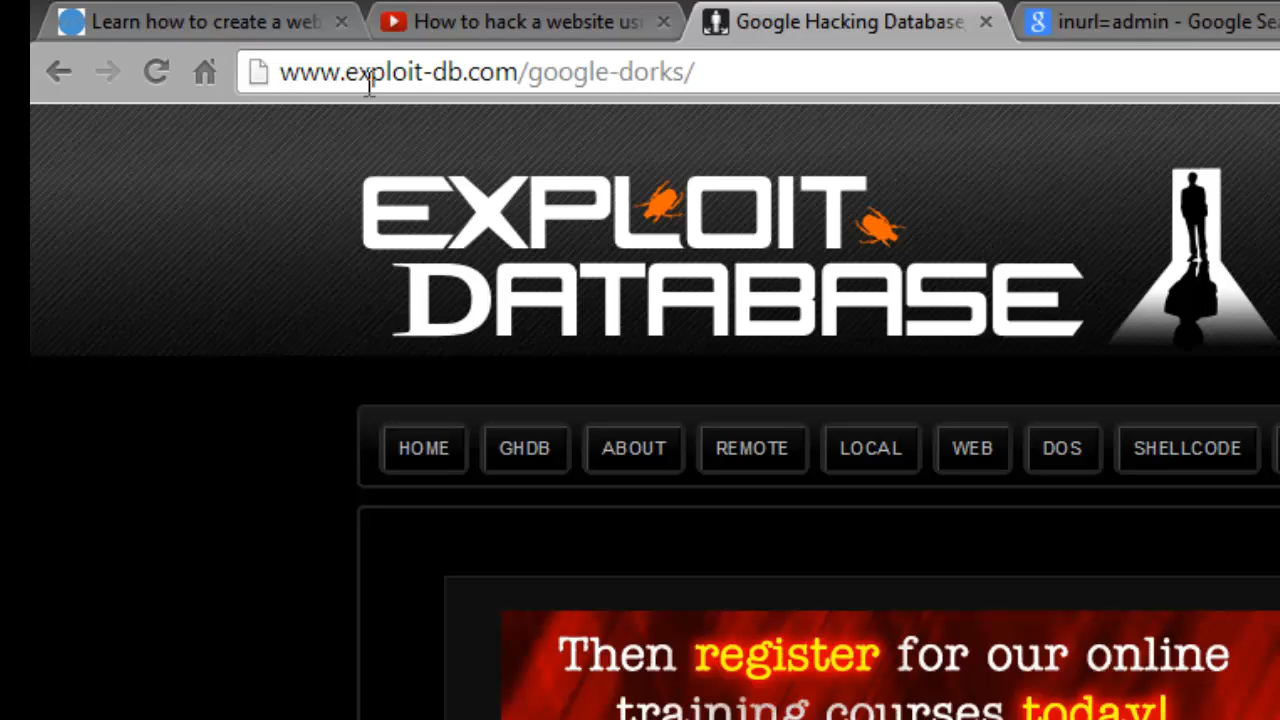 Learn how to create a web
How to hack a website us
Google Hacking Database,
inurl=admin - Google Sea
www.exploit-db.com/google-dorks/
EXPLOIT
DATABASE
HOME GHDB ABOUT REMOTE LOCAL WEB DOS SHELLCODE
Then register for our online
training courses today!